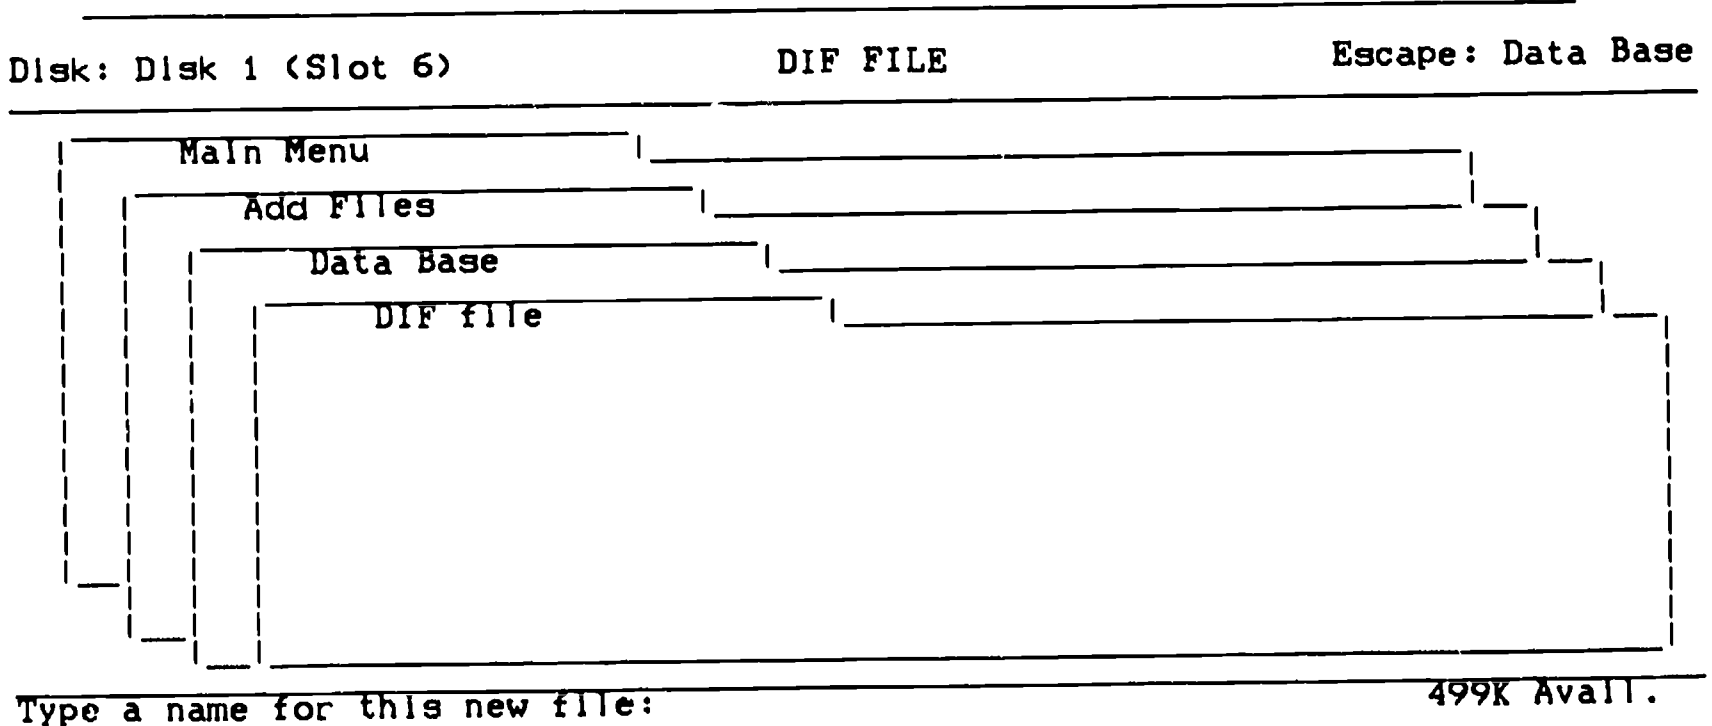 Disk: Disk 1 (Slot 6) DIF FILE Escape: Data Base
Main Menu
Add Files
Data Base
DIF file
Type a name for this new file: 499K Avail.